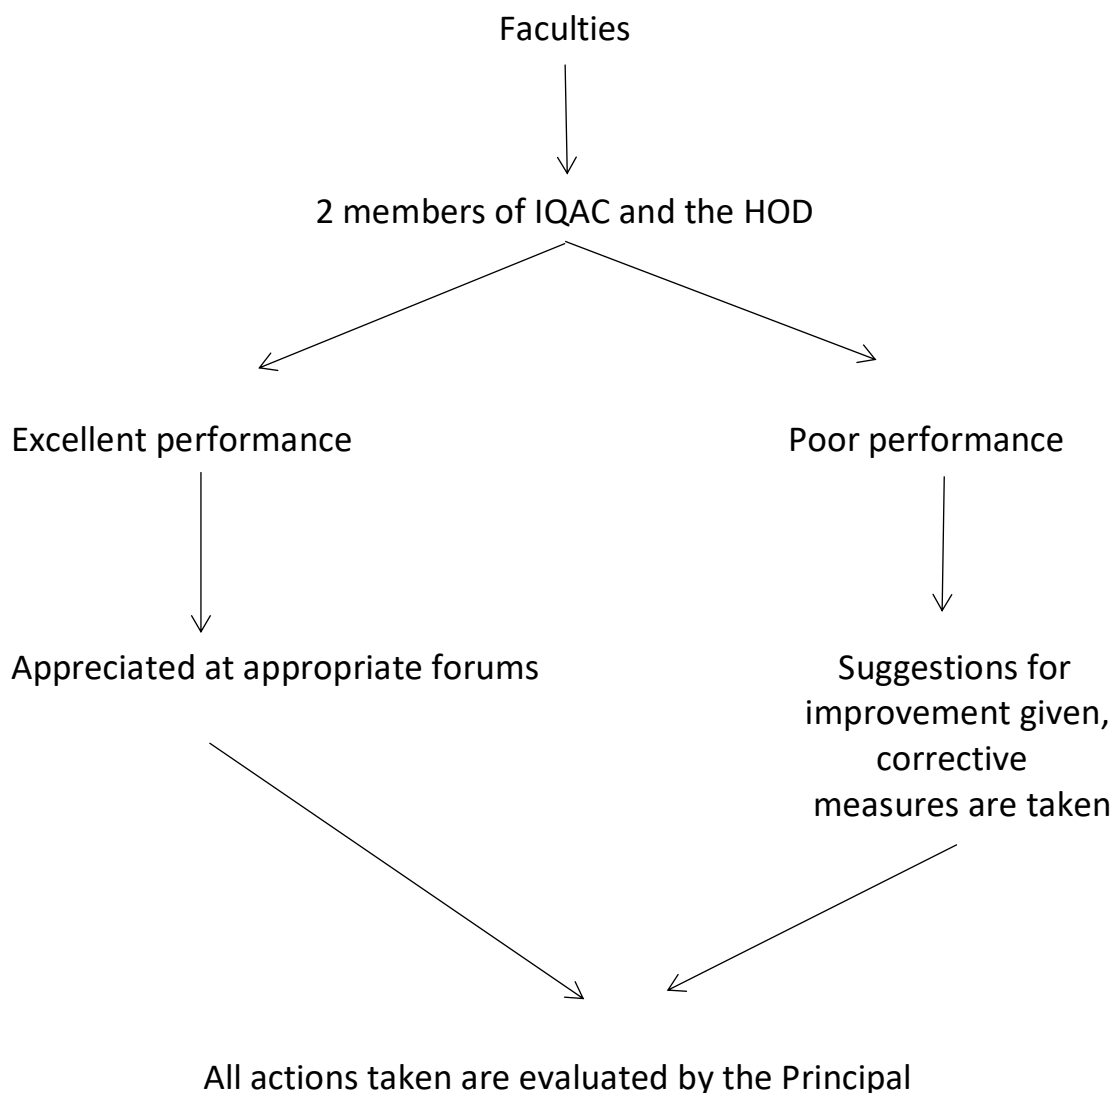 Faculties
2 members of IQAC and the HOD
Excellent performance
Poor performance
Appreciated at appropriate forums
Suggestions for
improvement given,
corrective
measures are taken
All actions taken are evaluated by the Principal